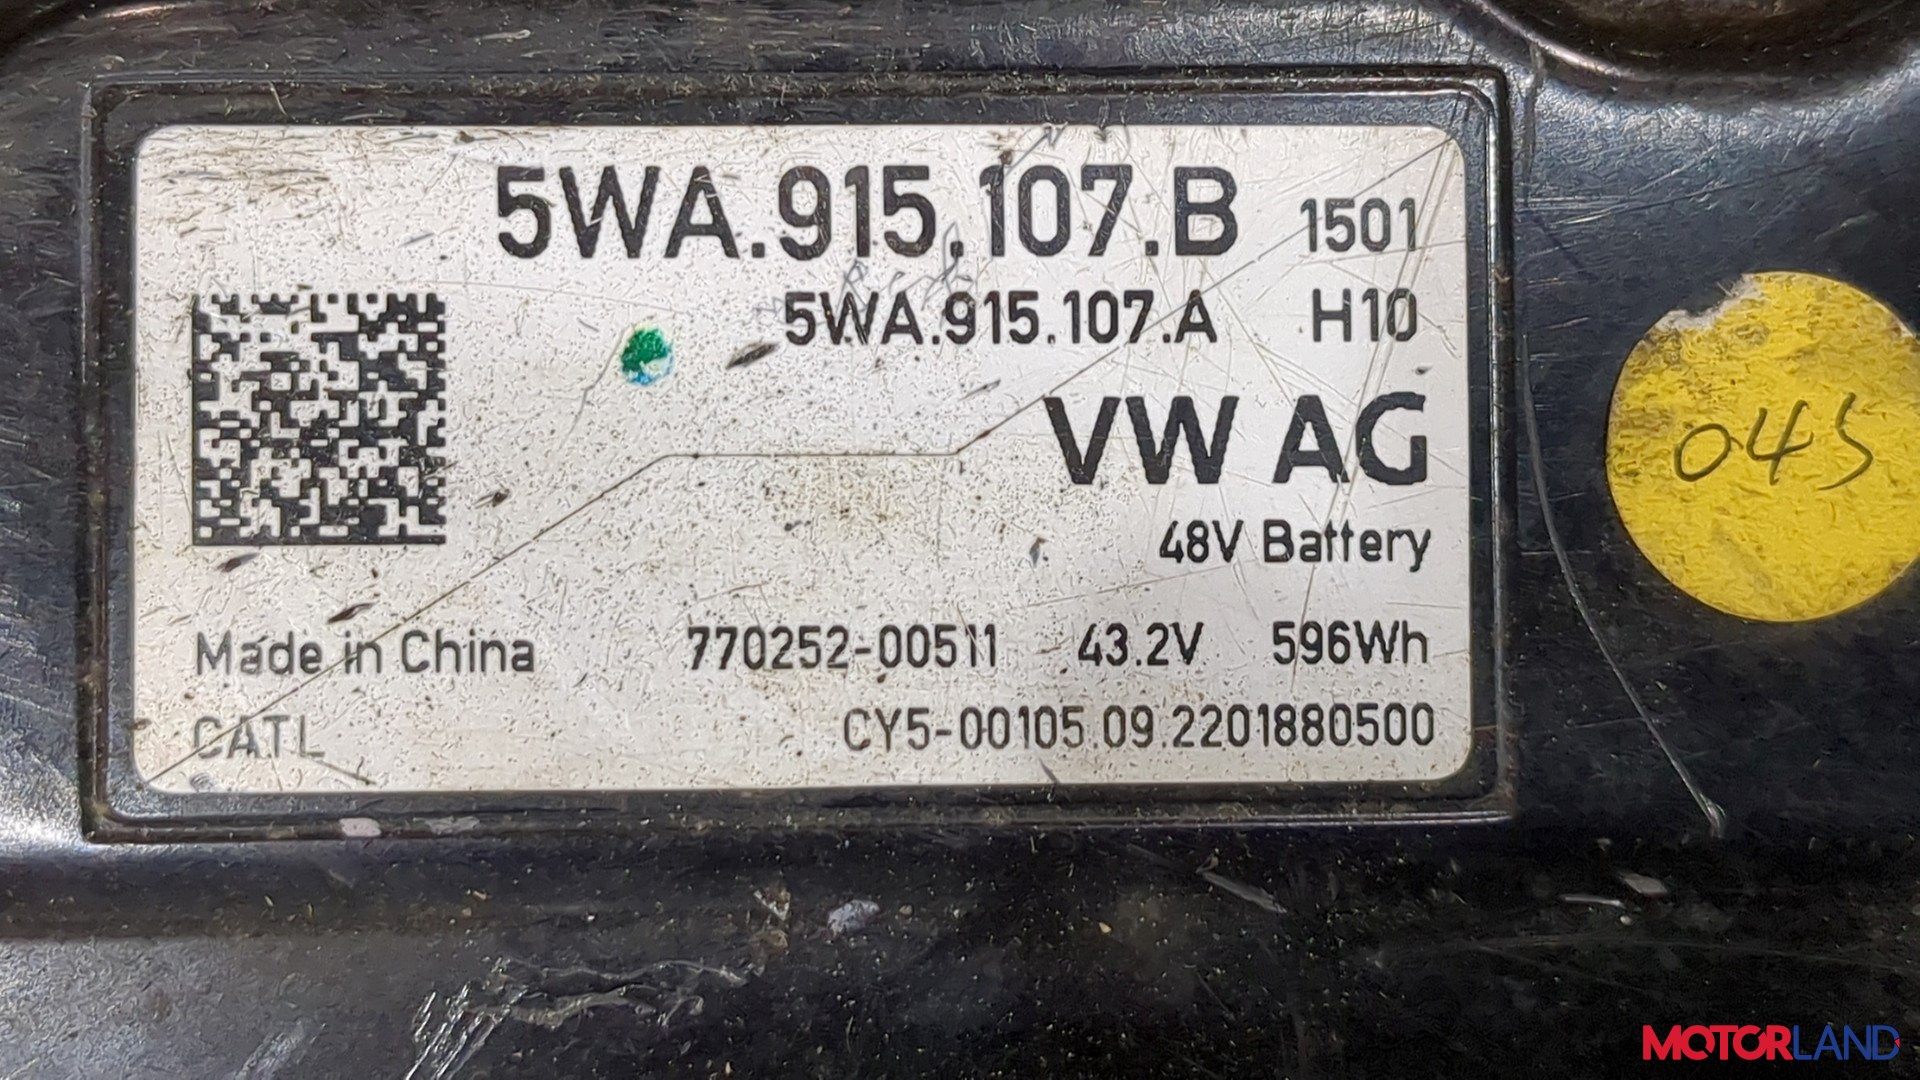 5WA.915.107.B 1501
5WA.915.107.A H10
VW AG
48V Battery
Made in China 770252-00511 43.2V 596Wh
CATL CY5-00105.09.2201880500
045
MOTORLAND